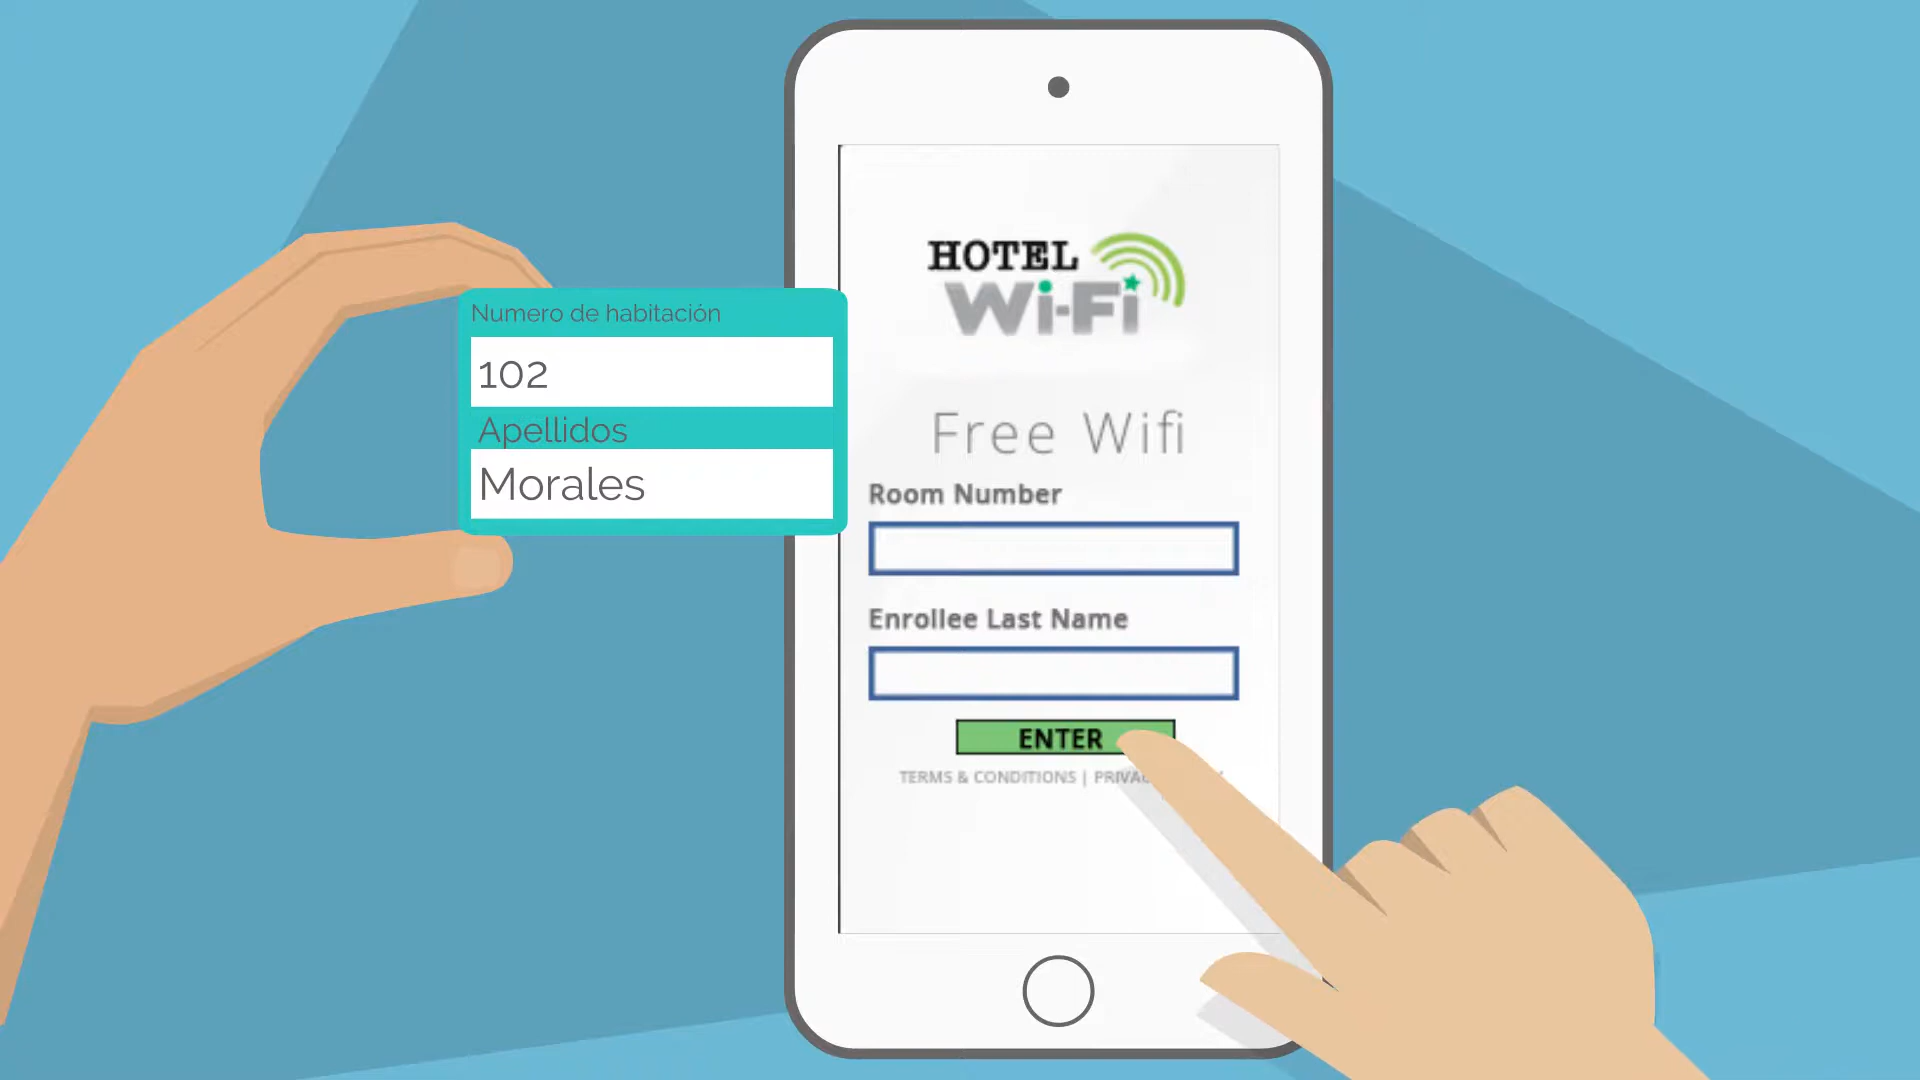 Numero de habitación
102
Apellidos
Morales
HOTEL
Wi-Fi
Free Wifi
Room Number
Enrollee Last Name
ENTER
TERMS & CONDITIONS |